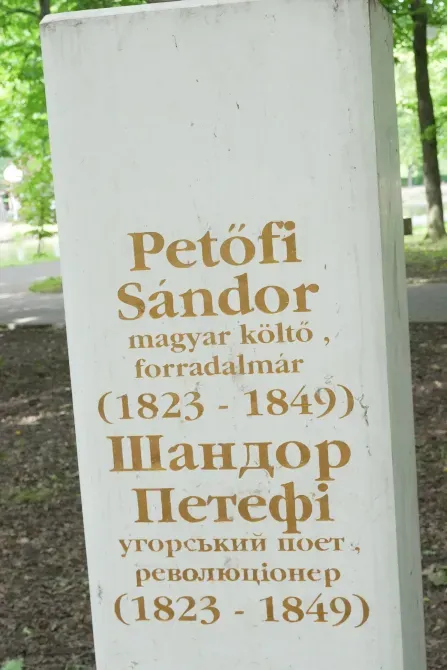 Petőfi
Sándor
magyar költő ,
forradalmár
(1823 - 1849)
Шандор
Петефі
угорський поет ,
революціонер
(1823 - 1849)